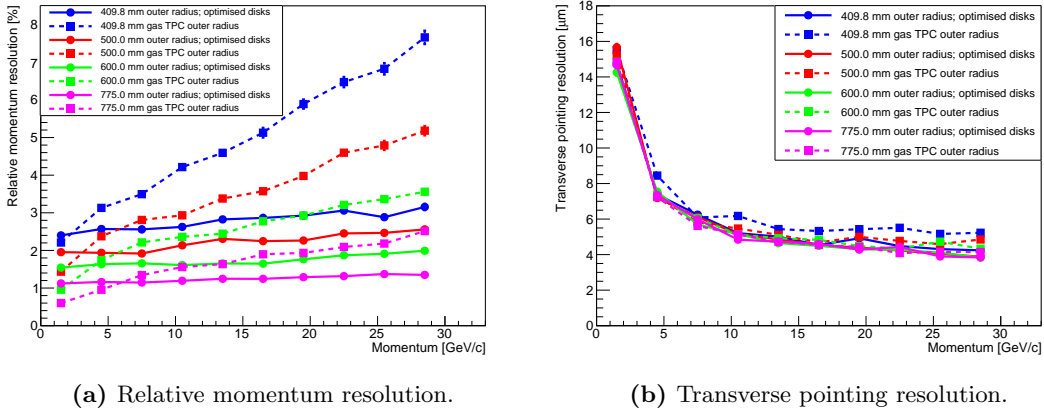 Relative momentum resolution [%]
409.8 mm outer radius; optimised disks
409.8 mm gas TPC outer radius
500.0 mm outer radius; optimised disks
500.0 mm gas TPC outer radius
600.0 mm outer radius; optimised disks
600.0 mm gas TPC outer radius
775.0 mm outer radius; optimised disks
775.0 mm gas TPC outer radius
8
7
6
5
4
3
2
1
0
0 5 10 15 20 25 30
Momentum [GeV/c]
(a) Relative momentum resolution.
Transverse pointing resolution [μm]
409.8 mm outer radius; optimised disks
409.8 mm gas TPC outer radius
500.0 mm outer radius; optimised disks
500.0 mm gas TPC outer radius
600.0 mm outer radius; optimised disks
600.0 mm gas TPC outer radius
775.0 mm outer radius; optimised disks
775.0 mm gas TPC outer radius
18
16
14
12
10
8
6
4
2
0
0 5 10 15 20 25 30
Momentum [GeV/c]
(b) Transverse pointing resolution.